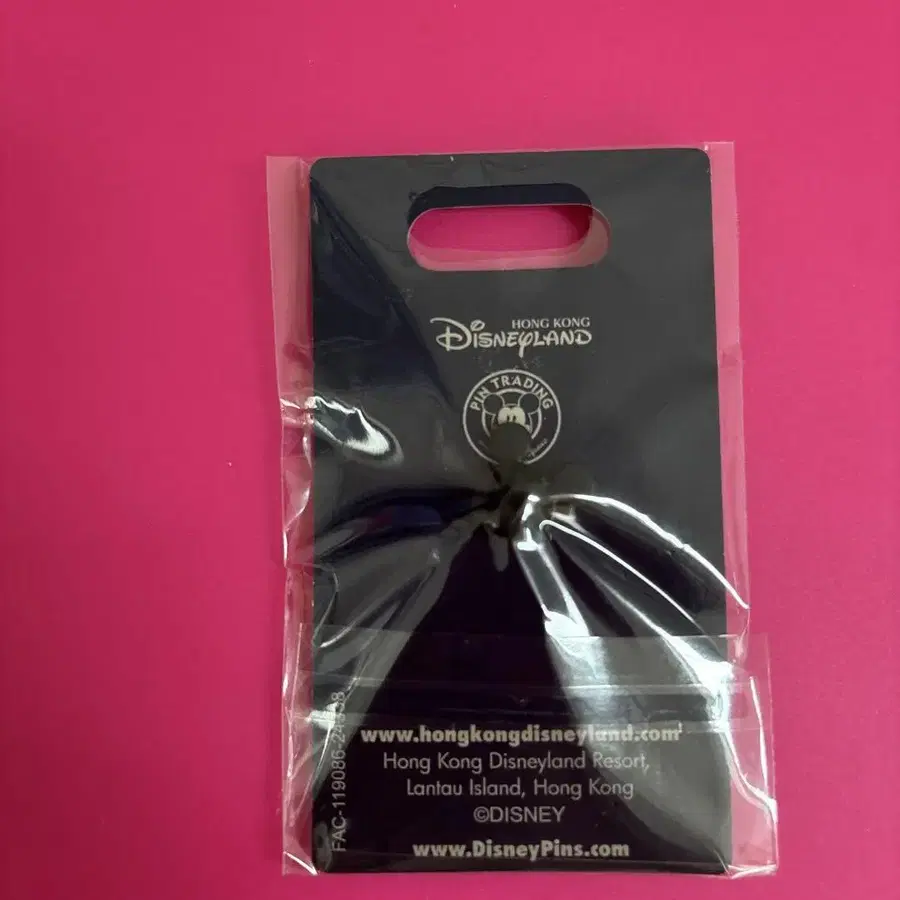 HONG KONG
DISNEYLAND
PIN TRADING
www.hongkongdisneyland.com
Hong Kong Disneyland Resort,
Lantau Island, Hong Kong
©DISNEY
www.DisneyPins.com